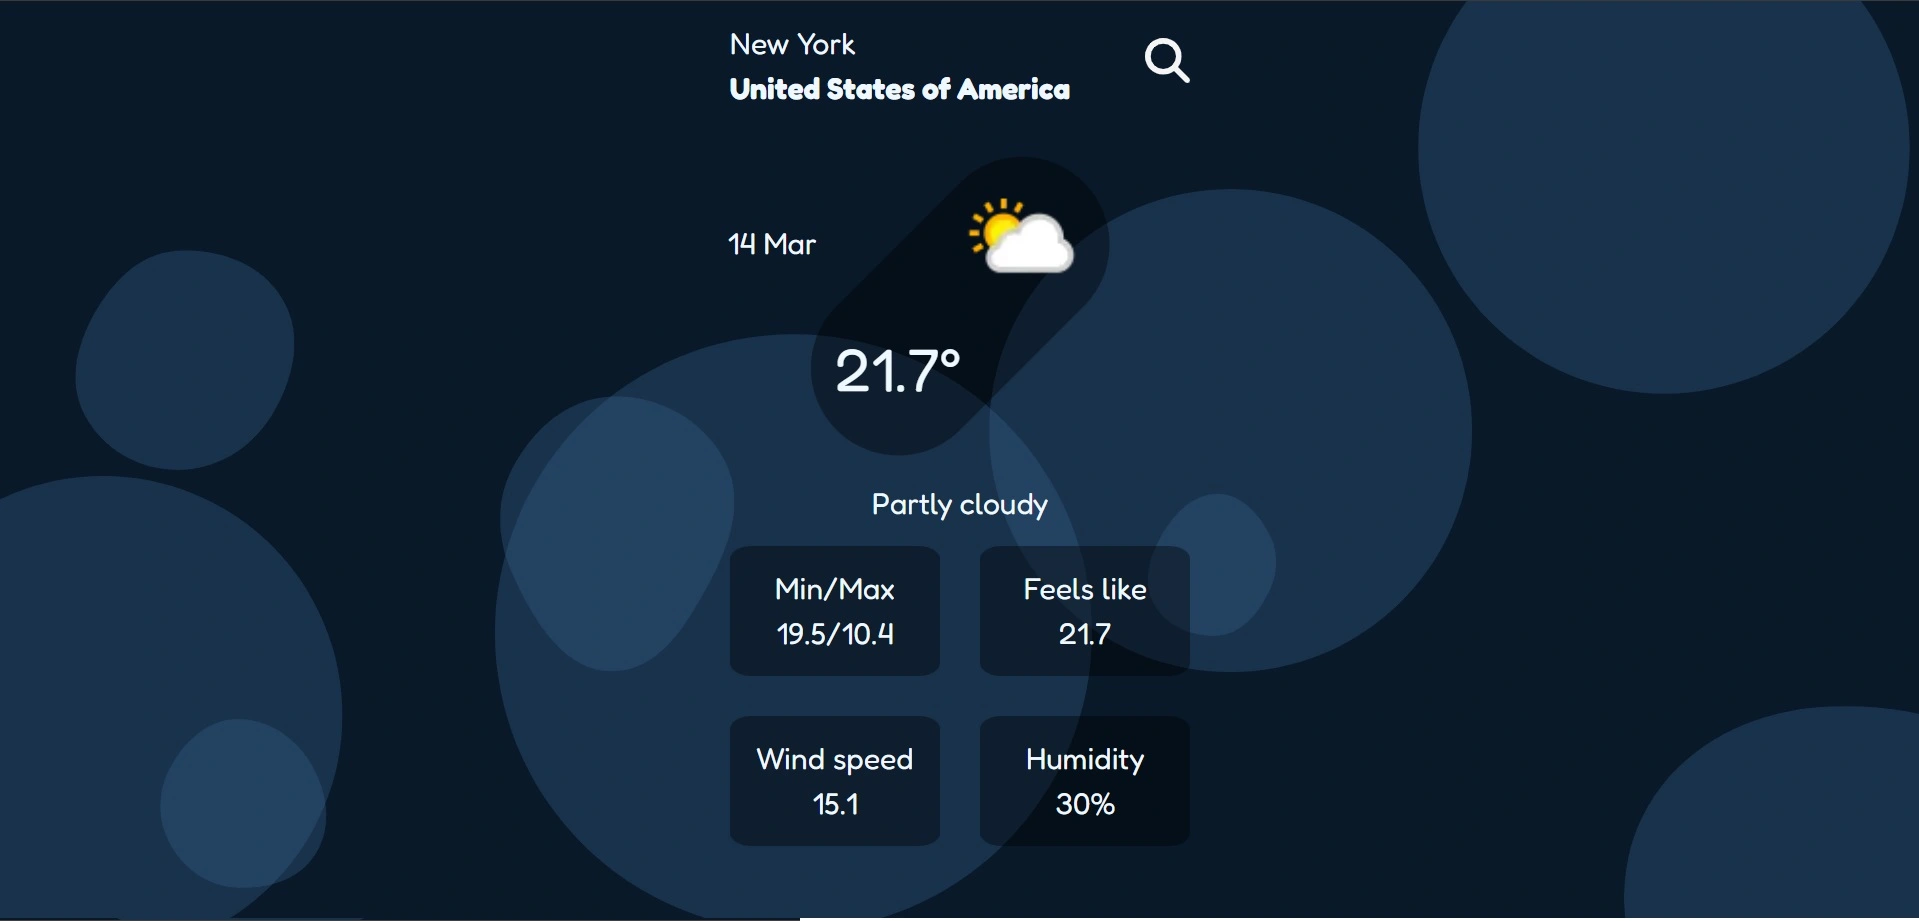 New York
United States of America
14 Mar
21.7°
Partly cloudy
Min/Max
19.5/10.4
Feels like
21.7
Wind speed
15.1
Humidity
30%